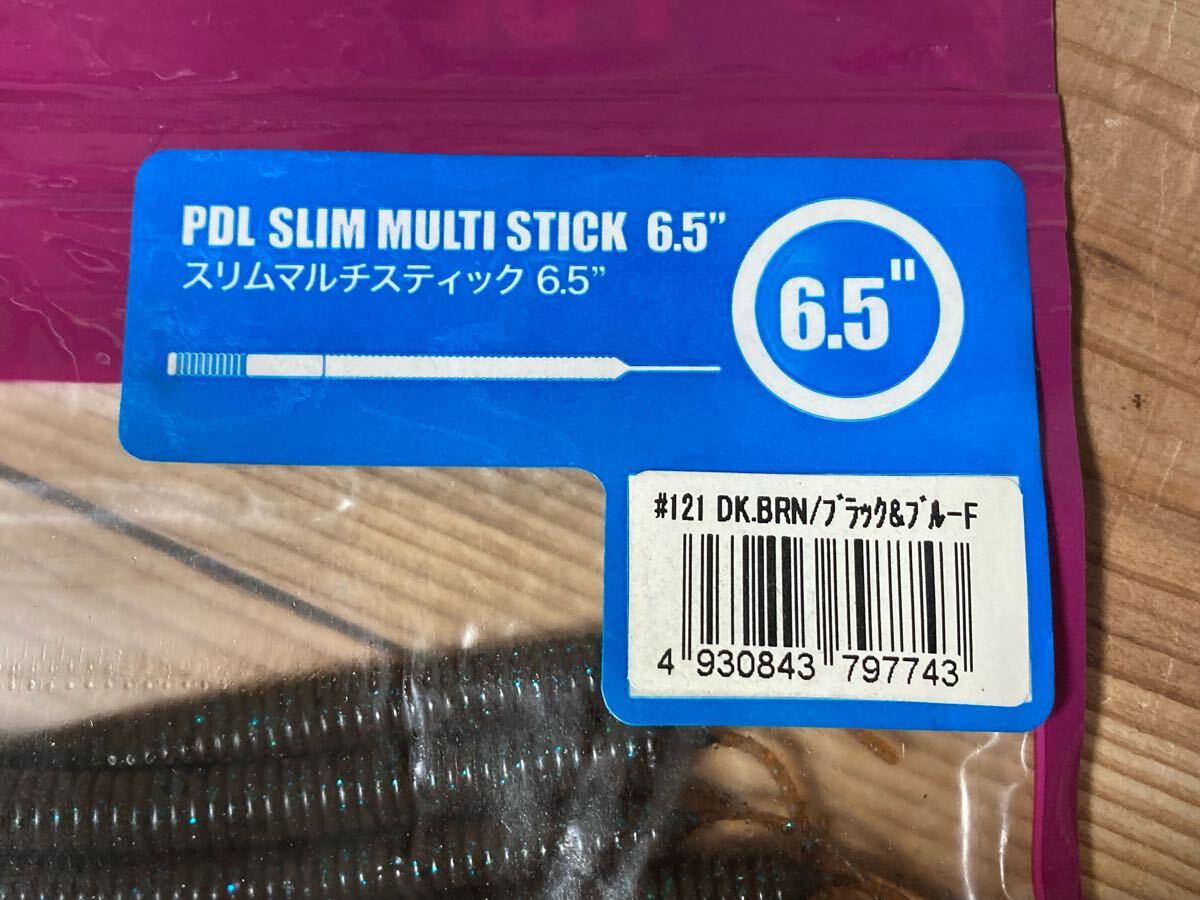 PDL SLIM MULTI STICK 6.5”
スリムマルチスティック 6.5”
6.5"
#121 DK.BRN/ﾌﾞﾗｯｸ&ﾌﾞﾙｰF
4 930843 797743